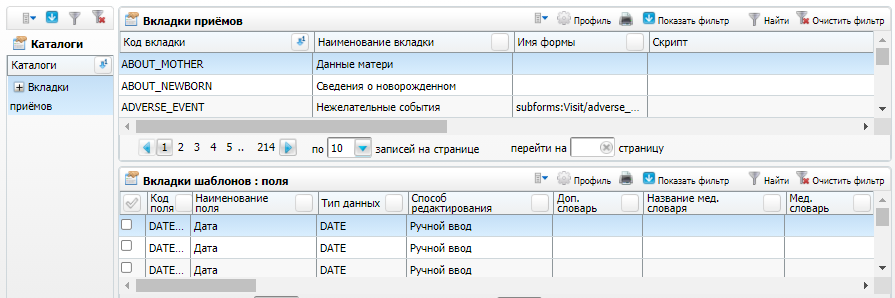 Каталоги
Каталоги
Вкладки
приёмов
Вкладки приёмов
Профиль Показать фильтр Найти Очистить фильтр
Код вкладки Наименование вкладки Имя формы Скрипт
ABOUT_MOTHER Данные матери
ABOUT_NEWBORN Сведения о новорожденном
ADVERSE_EVENT Нежелательные события subforms:Visit/adverse_...
1 2 3 4 5 .. 214 по 10 записей на странице перейти на страницу
Вкладки шаблонов : поля
Профиль Показать фильтр Найти Очистить фильтр
Код поля Наименование поля Тип данных Способ редактирования Доп. словарь Название мед. словаря Мед. словарь
DATE... Дата DATE Ручной ввод
DATE... Дата DATE Ручной ввод
DATE... Дата DATE Ручной ввод